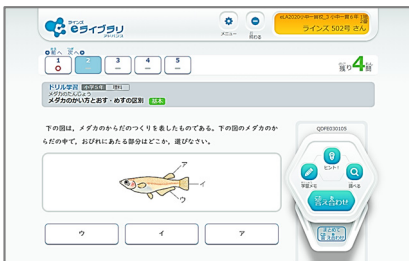 ラインズ
eライブラリ
アドバンス
メニュー
終わる
eLA2020小中一貫校_3 小中一貫6年1組
2番
ラインズ 502号 さん
前へ 次へ
1
2
3
4
5
残り4問
ドリル学習 小学5年 理科
メダカのたんじょう
メダカのかい方とおす・めすの区別 基本
下の図は、メダカのからだのつくりを表したものである。下の図のメダカのか
らだの中で、おびれにあたる部分はどこか、選びなさい。
ア
イ
ウ
ウ
イ
ア
QDFE030105
ヒント!
学習メモ
調べる
答え合わせ